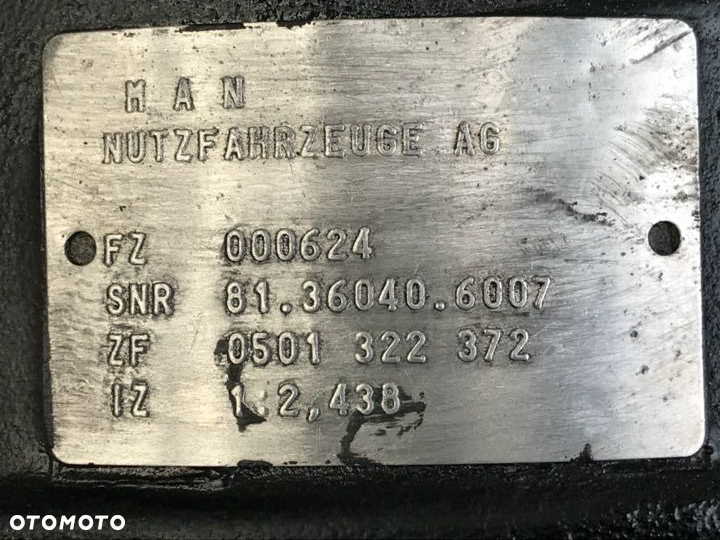 M A N
NUTZFAHRZEUGE AG
FZ 000624
SNR 81.36040.6007
ZF 0501 322 372
IZ 1:2,438
OTOMOTO